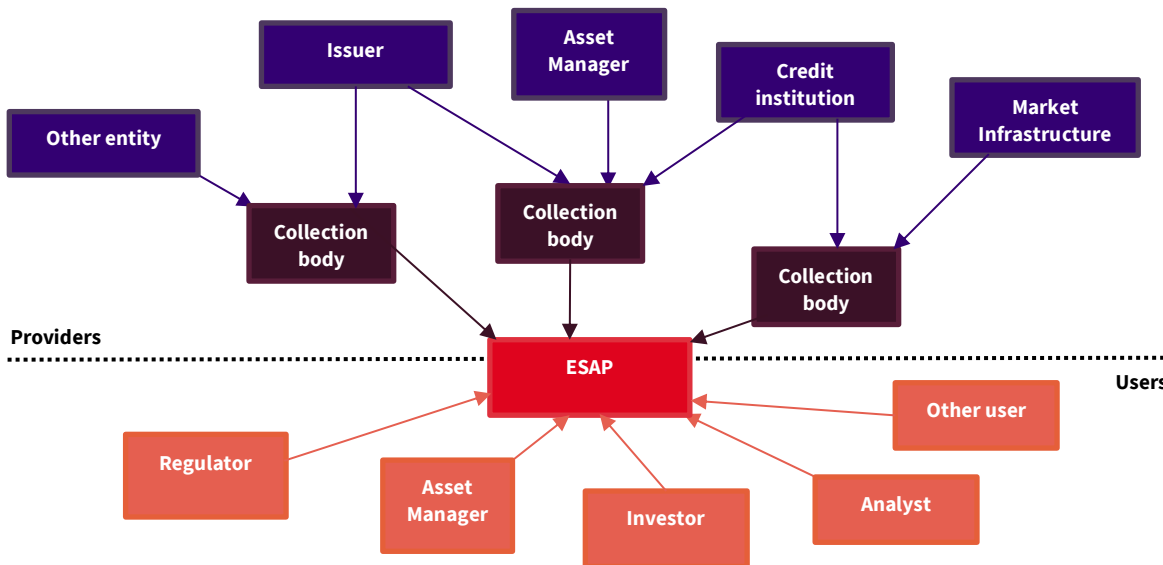 Issuer
Asset
Manager
Credit
institution
Market
Infrastructure
Other entity
Collection
body
Collection
body
Collection
body
Providers
ESAP
Users
Other user
Regulator
Asset
Manager
Investor
Analyst